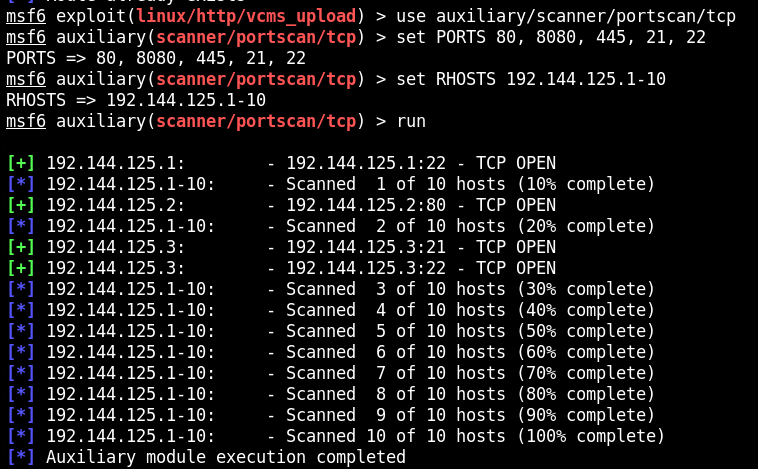 msf6 exploit(linux/http/vcms_upload) > use auxiliary/scanner/portscan/tcp
msf6 auxiliary(scanner/portscan/tcp) > set PORTS 80, 8080, 445, 21, 22
PORTS => 80, 8080, 445, 21, 22
msf6 auxiliary(scanner/portscan/tcp) > set RHOSTS 192.144.125.1-10
RHOSTS => 192.144.125.1-10
msf6 auxiliary(scanner/portscan/tcp) > run
[+] 192.144.125.1:        - 192.144.125.1:22 - TCP OPEN
[*] 192.144.125.1-10:     - Scanned  1 of 10 hosts (10% complete)
[+] 192.144.125.2:        - 192.144.125.2:80 - TCP OPEN
[*] 192.144.125.1-10:     - Scanned  2 of 10 hosts (20% complete)
[+] 192.144.125.3:        - 192.144.125.3:21 - TCP OPEN
[+] 192.144.125.3:        - 192.144.125.3:22 - TCP OPEN
[*] 192.144.125.1-10:     - Scanned  3 of 10 hosts (30% complete)
[*] 192.144.125.1-10:     - Scanned  4 of 10 hosts (40% complete)
[*] 192.144.125.1-10:     - Scanned  5 of 10 hosts (50% complete)
[*] 192.144.125.1-10:     - Scanned  6 of 10 hosts (60% complete)
[*] 192.144.125.1-10:     - Scanned  7 of 10 hosts (70% complete)
[*] 192.144.125.1-10:     - Scanned  8 of 10 hosts (80% complete)
[*] 192.144.125.1-10:     - Scanned  9 of 10 hosts (90% complete)
[*] 192.144.125.1-10:     - Scanned 10 of 10 hosts (100% complete)
[*] Auxiliary module execution completed